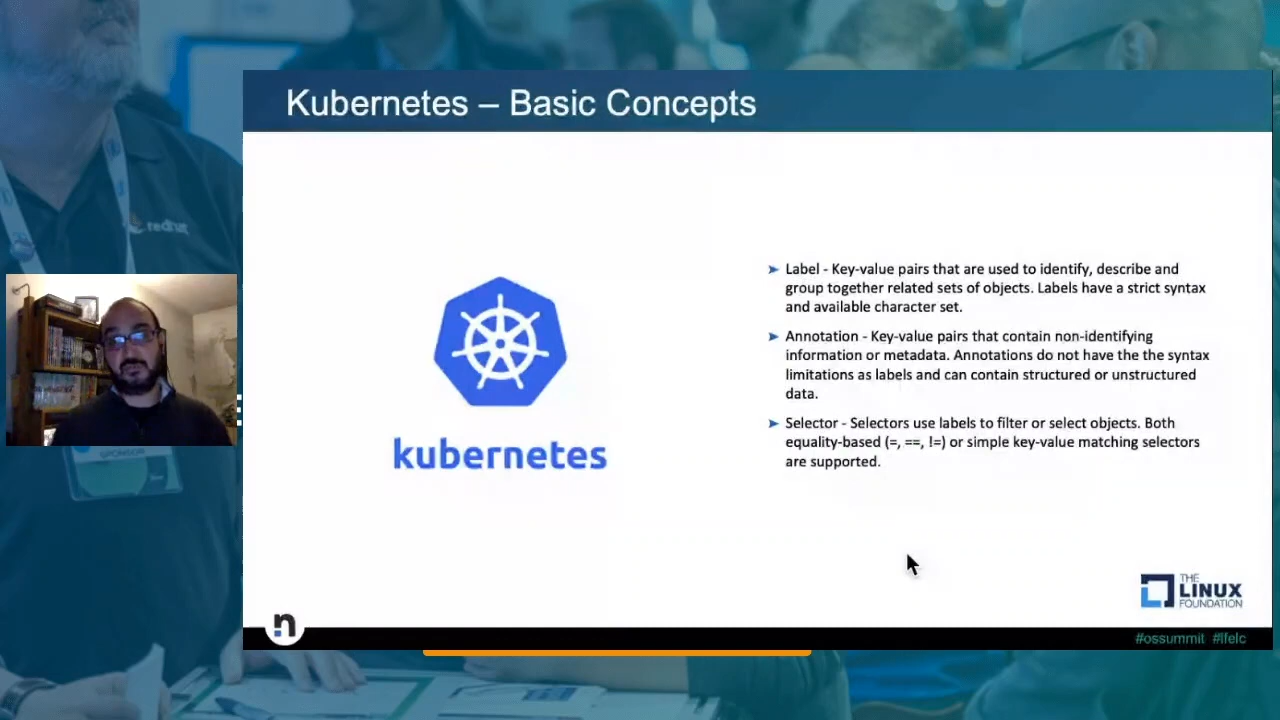 Kubernetes – Basic Concepts
➤ Label - Key-value pairs that are used to identify, describe and
group together related sets of objects. Labels have a strict syntax
and available character set.
➤ Annotation - Key-value pairs that contain non-identifying
information or metadata. Annotations do not have the the syntax
limitations as labels and can contain structured or unstructured
data.
➤ Selector - Selectors use labels to filter or select objects. Both
equality-based (=, ==, !=) or simple key-value matching selectors
are supported.
kubernetes
redhat
SPONSOR
THE
LINUX
FOUNDATION
n
#ossummit #lfelc